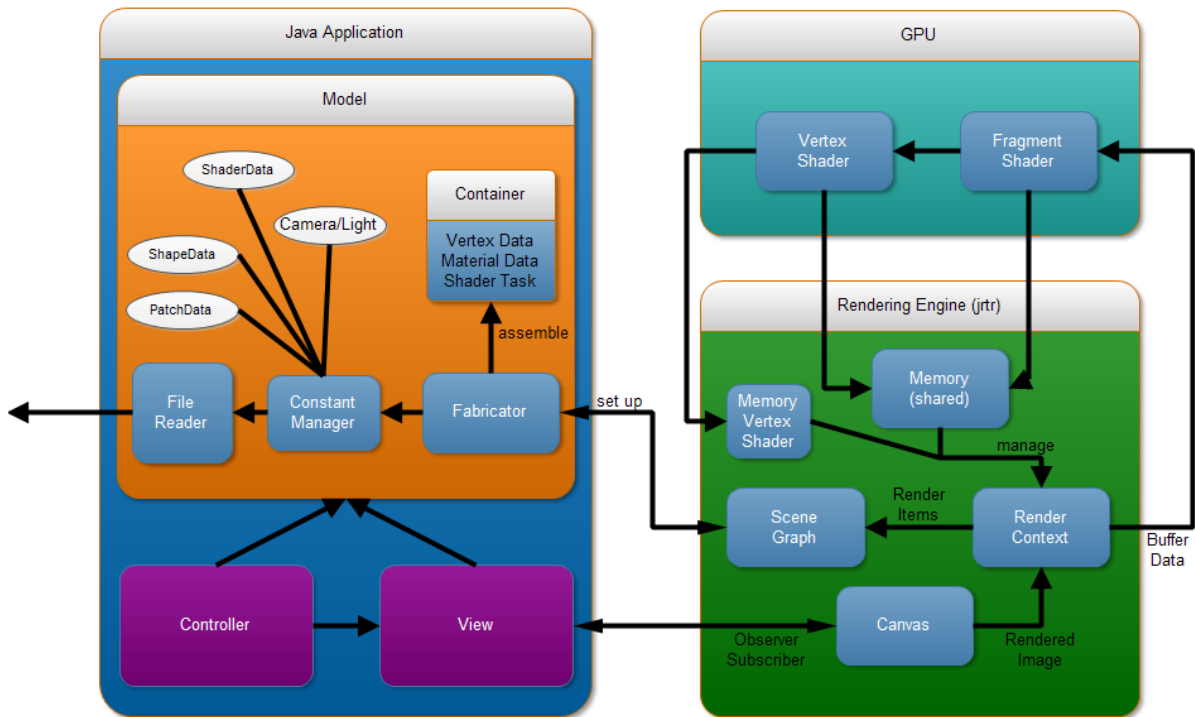 Java Application
Model
ShaderData
Camera/Light
ShapeData
PatchData
Container
Vertex Data
Material Data
Shader Task
assemble
File
Reader
Constant
Manager
Fabricator
set up
Controller
View
GPU
Vertex
Shader
Fragment
Shader
Rendering Engine (jrtr)
Memory
(shared)
Memory
Vertex
Shader
manage
Scene
Graph
Render
Items
Render
Context
Buffer
Data
Observer
Subscriber
Canvas
Rendered
Image